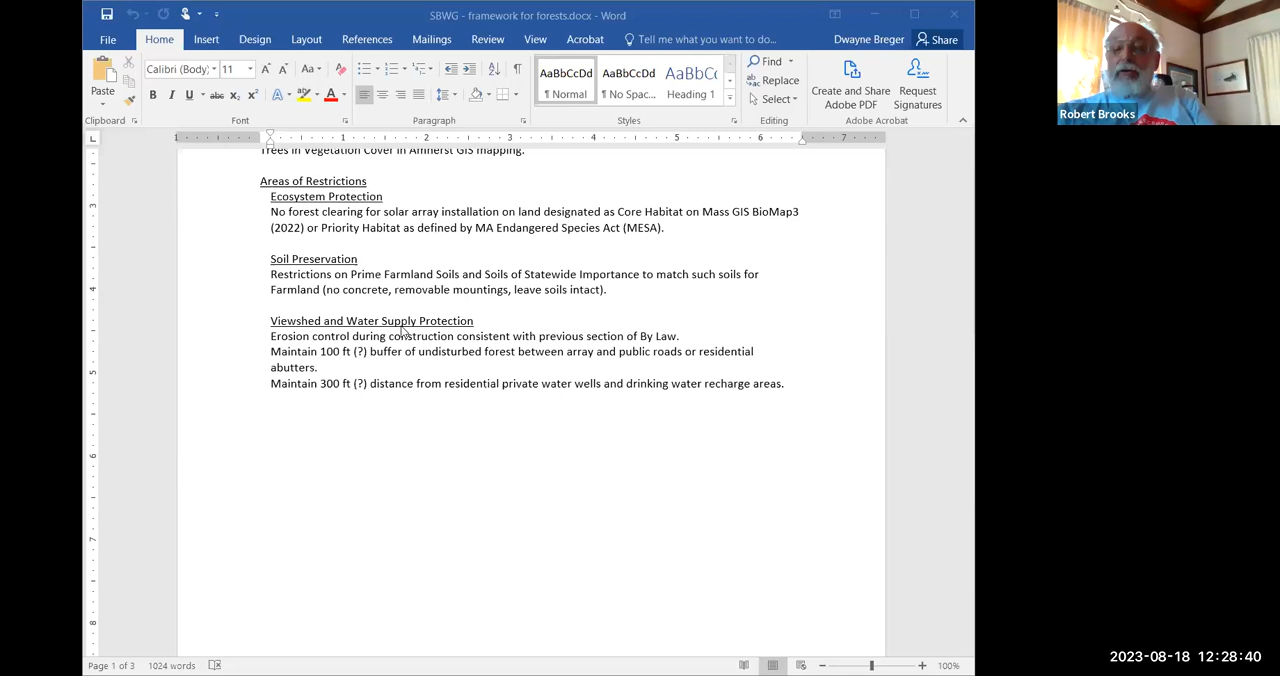 SBWG - framework for forests.docx - Word
File Home Insert Design Layout References Mailings Review View Acrobat Tell me what you want to do... Dwayne Breger Share
Paste
Clipboard
Calibri (Body) 11
Font
Paragraph
AaBbCcDd AaBbCcDd AaBbCc
¶ Normal ¶ No Spac... Heading 1
Styles
Find
Replace
Select
Editing
Create and Share Adobe PDF
Request Signatures
Adobe Acrobat
Robert Brooks
Trees in Vegetation Cover in Amherst GIS mapping.
Areas of Restrictions
Ecosystem Protection
No forest clearing for solar array installation on land designated as Core Habitat on Mass GIS BioMap3
(2022) or Priority Habitat as defined by MA Endangered Species Act (MESA).
Soil Preservation
Restrictions on Prime Farmland Soils and Soils of Statewide Importance to match such soils for
Farmland (no concrete, removable mountings, leave soils intact).
Viewshed and Water Supply Protection
Erosion control during construction consistent with previous section of By Law.
Maintain 100 ft (?) buffer of undisturbed forest between array and public roads or residential
abutters.
Maintain 300 ft (?) distance from residential private water wells and drinking water recharge areas.
Page 1 of 3 1024 words 100%
2023-08-18 12:28:40